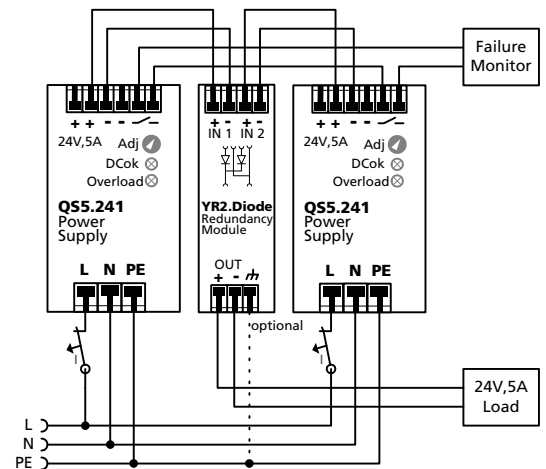 Failure
Monitor
+ + - -
24V,5A
Adj
DCok
Overload
QS5.241
Power
Supply
L N PE
+ - + -
IN 1 IN 2
YR2.Diode
Redundancy
Module
OUT
+ -
optional
+ + - -
24V,5A
Adj
DCok
Overload
QS5.241
Power
Supply
L N PE
I
I
24V,5A
Load
L
N
PE